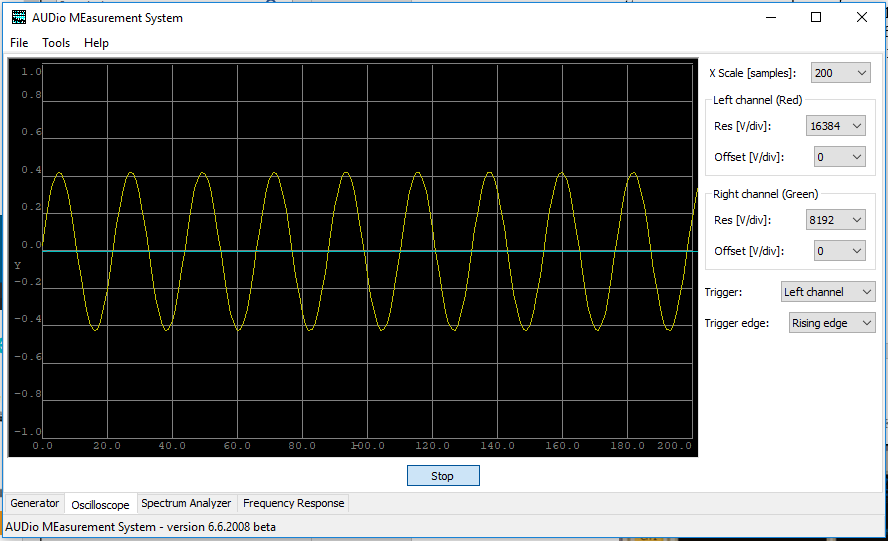 AUDio MEasurement System
File Tools Help
1.0
0.8
0.6
0.4
0.2
0.0
Y
-0.2
-0.4
-0.6
-0.8
-1.0
0.0 20.0 40.0 60.0 80.0 100.0 120.0 140.0 160.0 180.0 200.0
X Scale [samples]: 200
Left channel (Red)
Res [V/div]: 16384
Offset [V/div]: 0
Right channel (Green)
Res [V/div]: 8192
Offset [V/div]: 0
Trigger: Left channel
Trigger edge: Rising edge
Stop
Generator Oscilloscope Spectrum Analyzer Frequency Response
AUDio MEasurement System - version 6.6.2008 beta